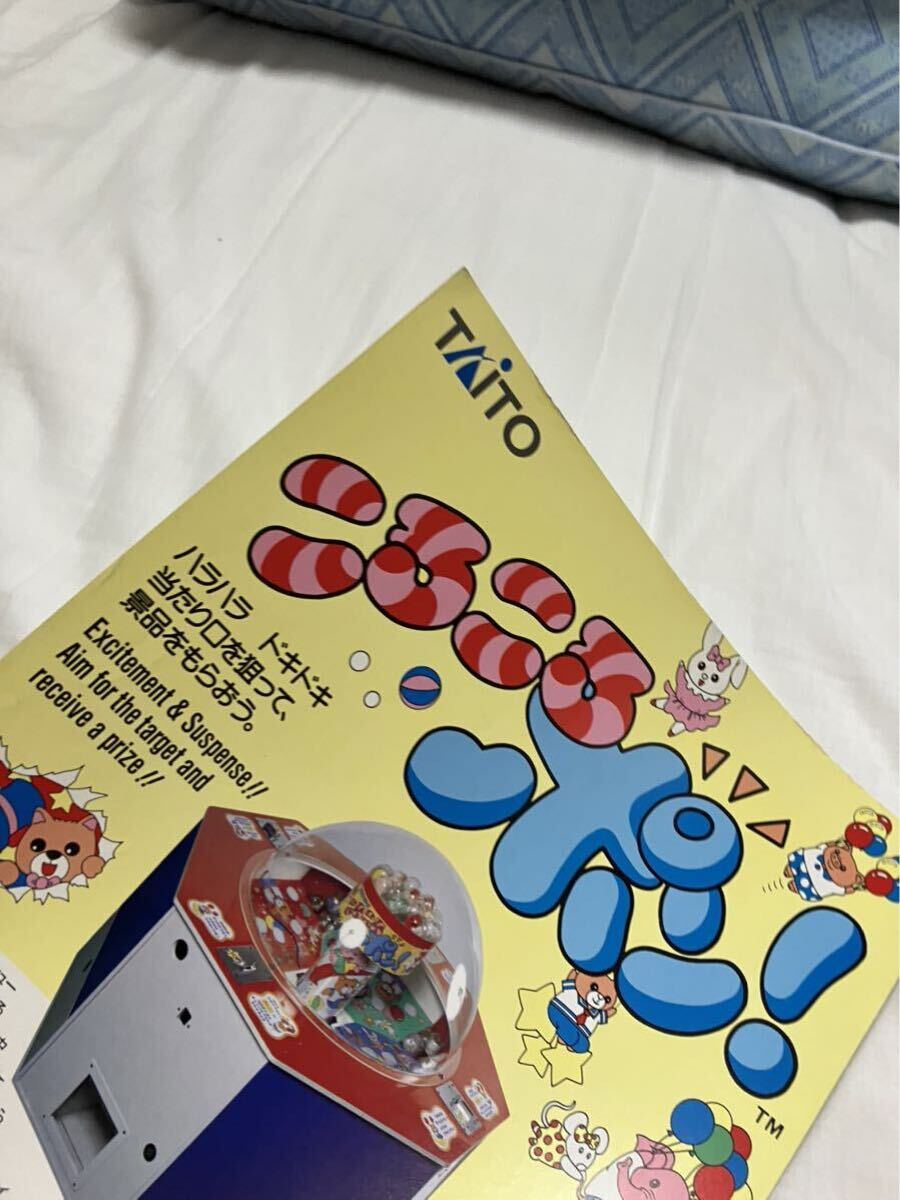 TAITO
ころころ
ポン!
TM
ハラハラ ドキドキ
当たり口を狙って、
景品をもらおう。
Excitement & Suspense!!
Aim for the target and
receive a prize!!